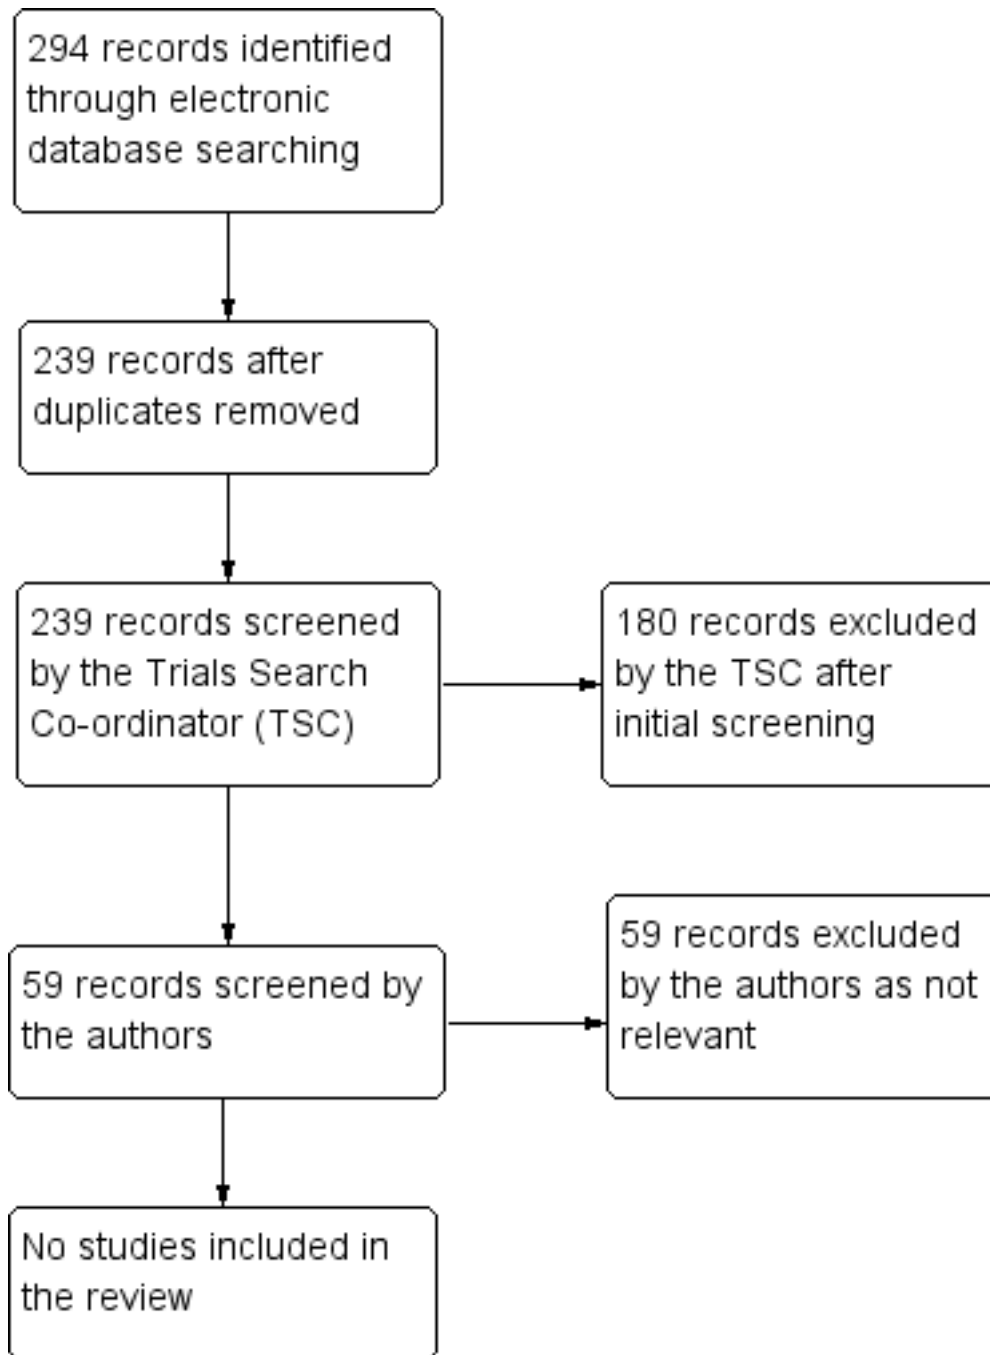 294 records identified
through electronic
database searching
239 records after
duplicates removed
239 records screened
by the Trials Search
Co-ordinator (TSC)
180 records excluded
by the TSC after
initial screening
59 records screened by
the authors
59 records excluded
by the authors as not
relevant
No studies included in
the review